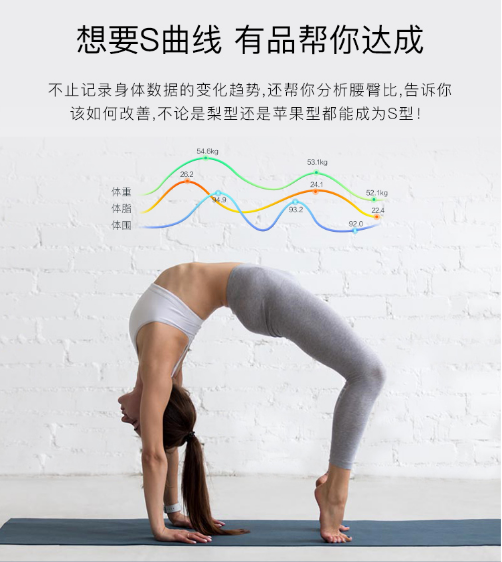 想要S曲线 有品帮你达成
不止记录身体数据的变化趋势,还帮你分析腰臀比,告诉你
该如何改善,不论是梨型还是苹果型都能成为S型!
54.6kg
53.1kg
26.2
24.1
体重
94.9
52.1kg
体脂
93.2
22.4
体围
92.0